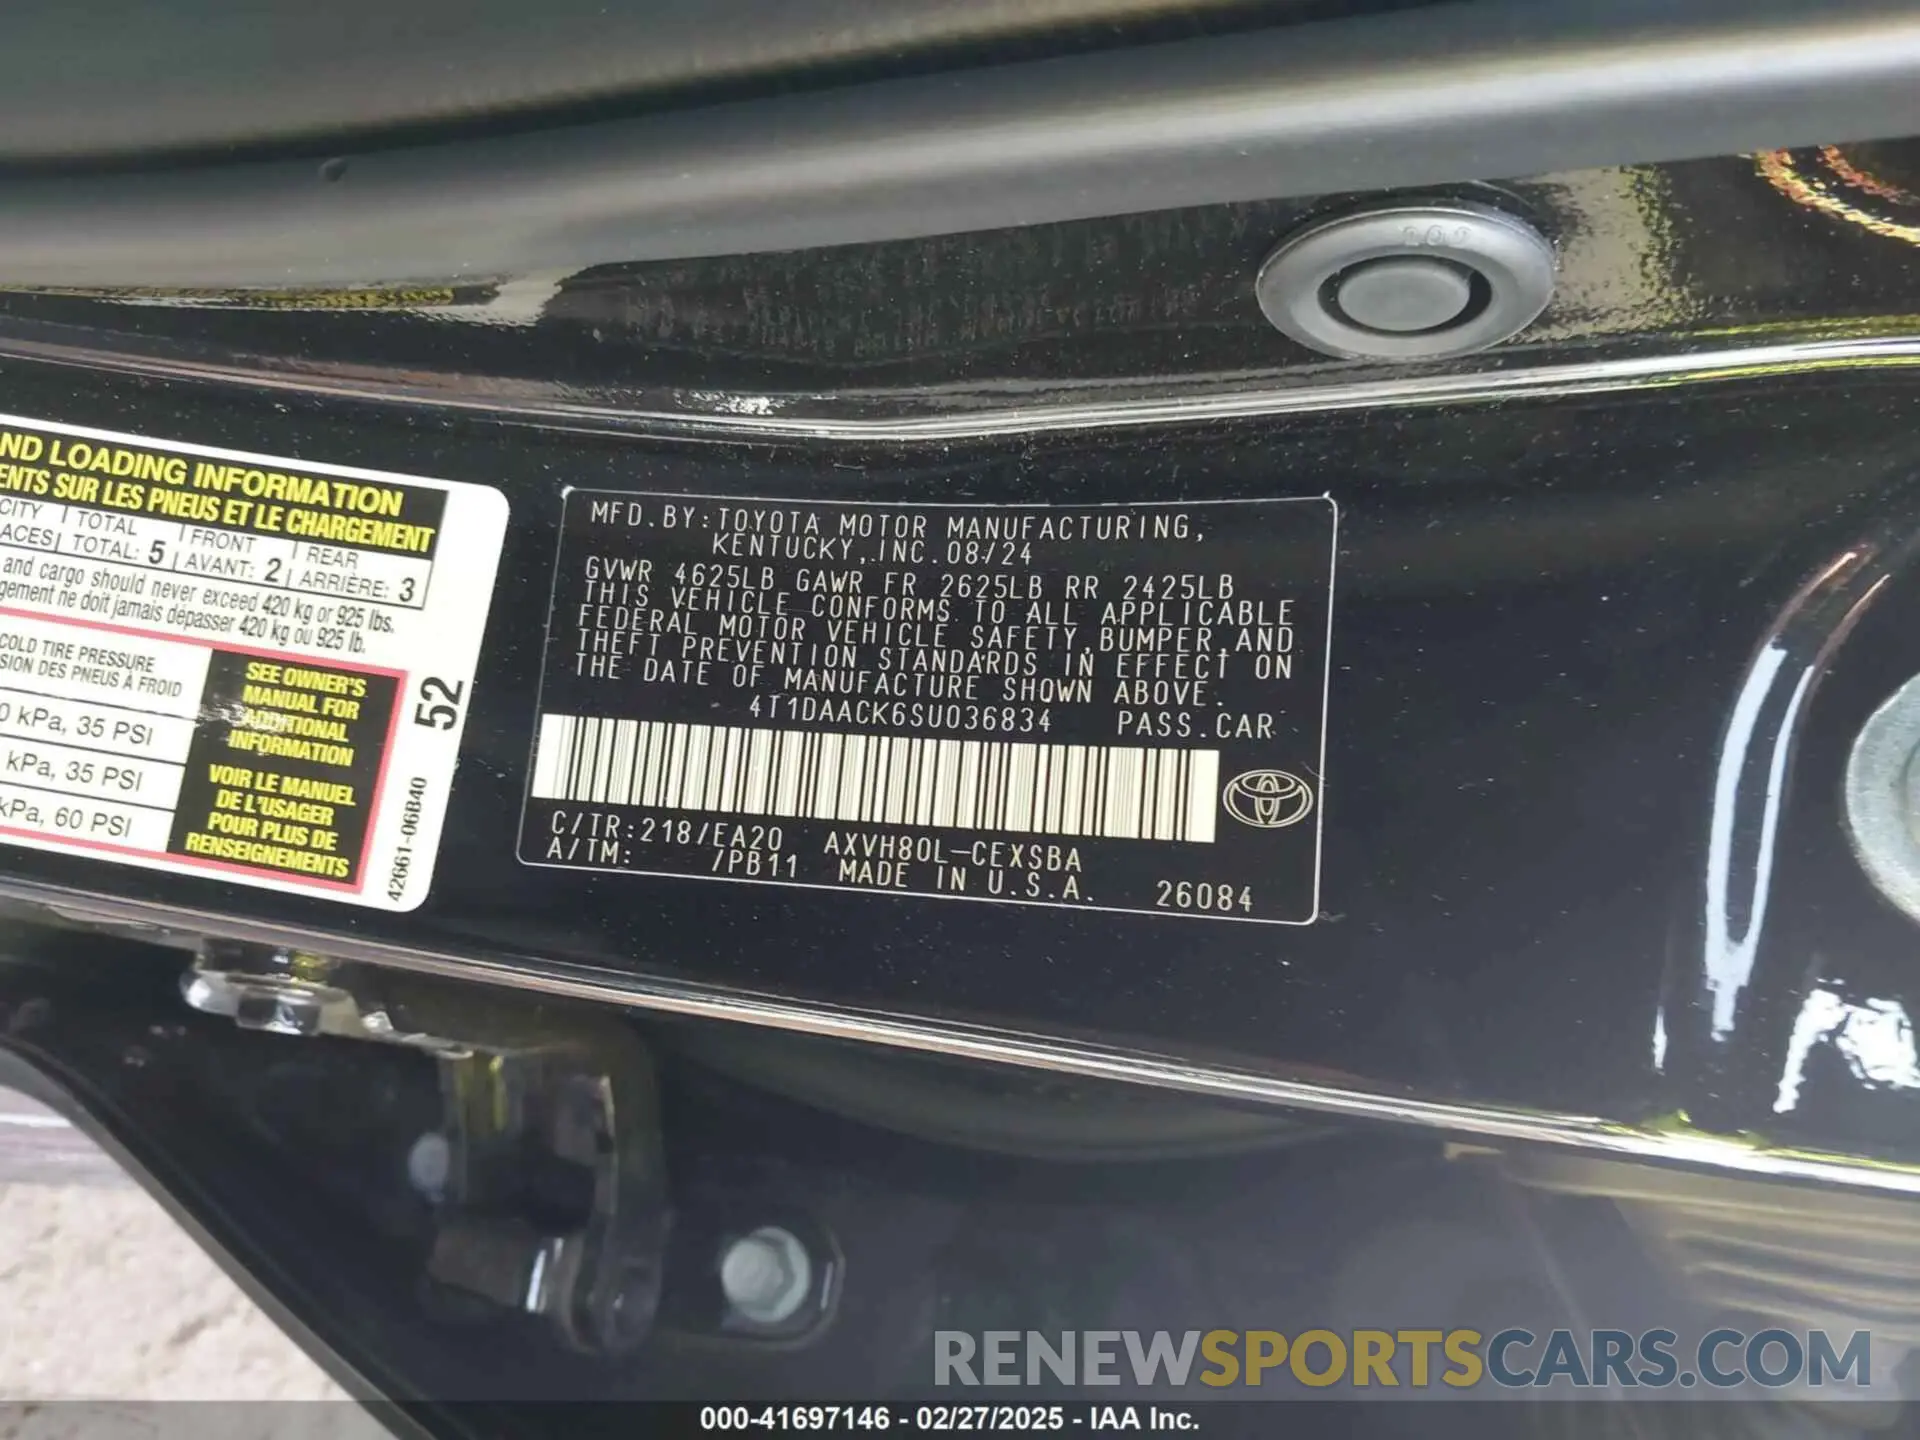 202
ND LOADING INFORMATION
ENTS SUR LES PNEUS ET LE CHARGEMENT
CITY TOTAL FRONT REAR
ACES TOTAL: 5 AVANT: 2 ARRIÈRE: 3
and cargo should never exceed 420 kg or 925 lbs.
gement ne doit jamais dépasser 420 kg ou 925 lb.
COLD TIRE PRESSURE
SION DES PNEUS À FROID
0 kPa, 35 PSI
kPa, 35 PSI
kPa, 60 PSI
SEE OWNER'S
MANUAL FOR
ADDITIONAL
INFORMATION
VOIR LE MANUEL
DE L'USAGER
POUR PLUS DE
RENSEIGNEMENTS
52
42661-06B40
MFD.BY:TOYOTA MOTOR MANUFACTURING,
KENTUCKY,INC.08/24
GVWR 4625LB GAWR FR 2625LB RR 2425LB
THIS VEHICLE CONFORMS TO ALL APPLICABLE
FEDERAL MOTOR VEHICLE SAFETY,BUMPER,AND
THEFT PREVENTION STANDARDS IN EFFECT ON
THE DATE OF MANUFACTURE SHOWN ABOVE.
4T1DAACK6SU036834 PASS.CAR
C/TR:218/EA20 AXVH80L-CEXSBA
A/TM: /PB11 MADE IN U.S.A. 26084
RENEWSPORTSCARS.COM
000-41697146 - 02/27/2025 - IAA Inc.